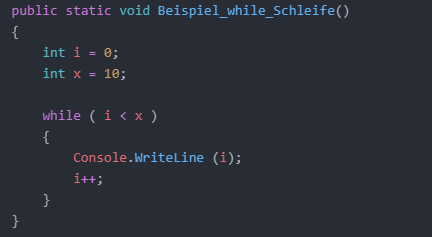 public static void Beispiel_while_Schleife()
{
    int i = 0;
    int x = 10;

    while ( i < x )
    {
        Console.WriteLine (i);
        i++;
    }
}